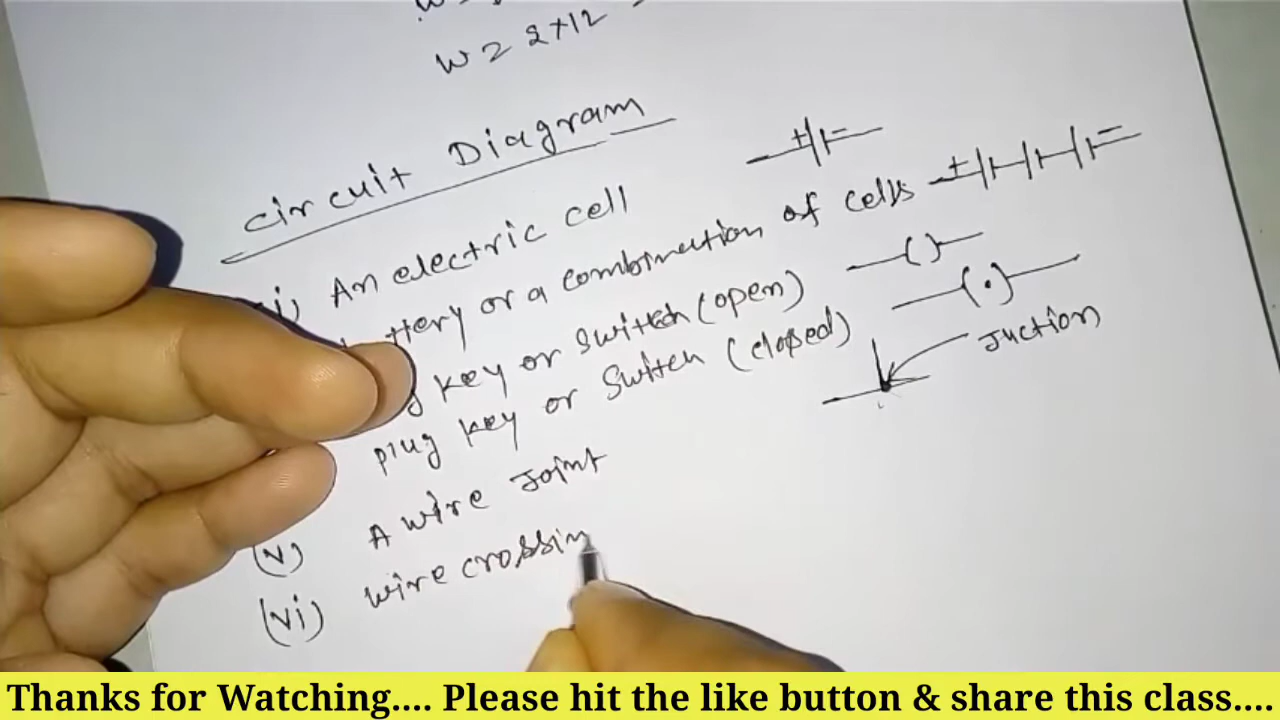 W = 2×12 =
Circuit Diagram
i) An electric cell + -
ttery or a combination of cells + -
g key or switch (open) ( )
plug key or switch (closed) (•)
Juction
(v) A wire Joint
(vi) wire crossin
Thanks for Watching.... Please hit the like button & share this class....